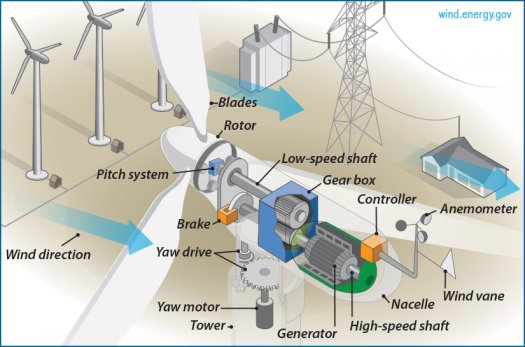 wind.energy.gov
Blades
Rotor
Pitch system
Low-speed shaft
Gear box
Controller
Anemometer
Brake
Yaw drive
Wind direction
Yaw motor
Tower
Generator
High-speed shaft
Nacelle
Wind vane